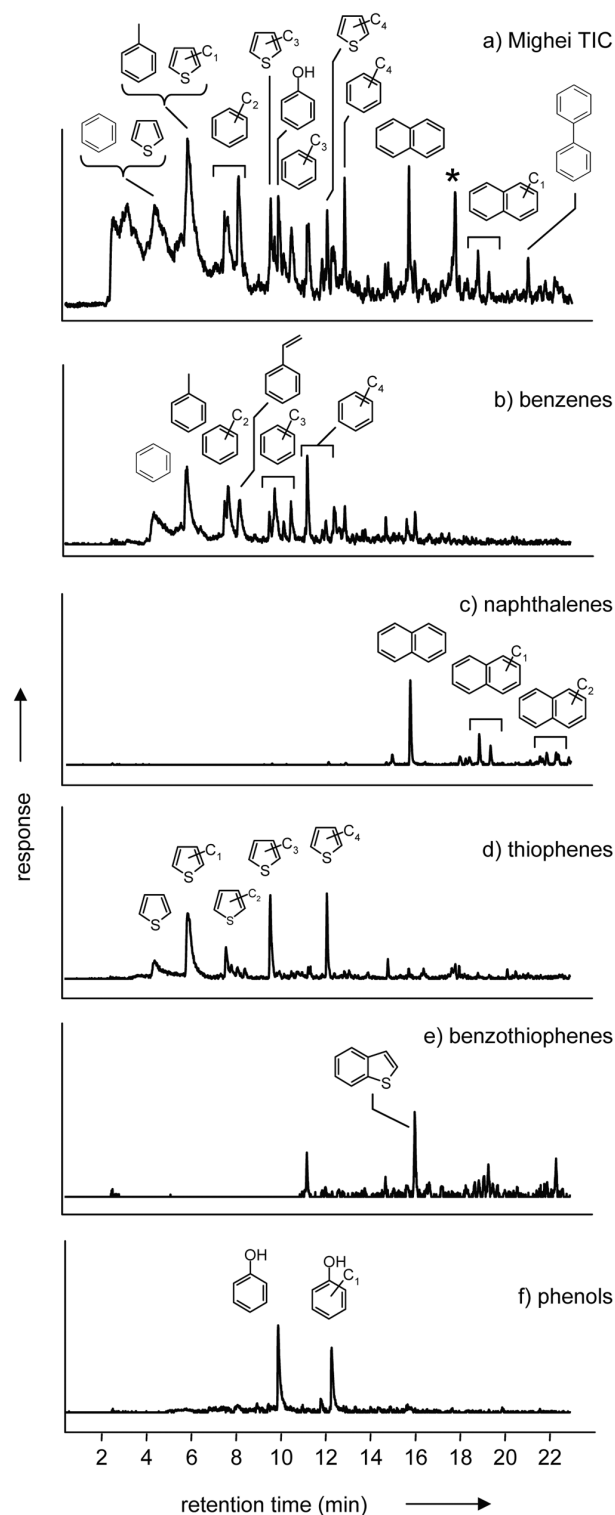 a) Mighei TIC
C1
S
S
C2
C3
S
OH
C3
C4
S
C4
*
C1
b) benzenes
C2
C3
C4
c) naphthalenes
C1
C2
d) thiophenes
S
C1
S
C2
S
C3
S
C4
S
e) benzothiophenes
S
f) phenols
OH
OH
C1
response
2 4 6 8 10 12 14 16 18 20 22
retention time (min)